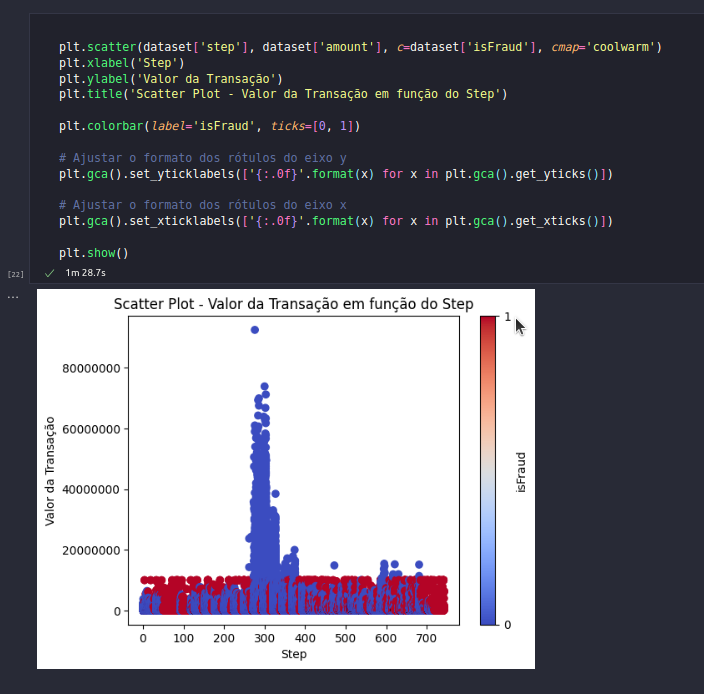 plt.scatter(dataset['step'], dataset['amount'], c=dataset['isFraud'], cmap='coolwarm')
plt.xlabel('Step')
plt.ylabel('Valor da Transação')
plt.title('Scatter Plot - Valor da Transação em função do Step')
plt.colorbar(label='isFraud', ticks=[0, 1])
# Ajustar o formato dos rótulos do eixo y
plt.gca().set_yticklabels(['{:.0f}'.format(x) for x in plt.gca().get_yticks()])
# Ajustar o formato dos rótulos do eixo x
plt.gca().set_xticklabels(['{:.0f}'.format(x) for x in plt.gca().get_xticks()])
plt.show()
[22]
1m 28.7s
...
Scatter Plot - Valor da Transação em função do Step
1
80000000
60000000
40000000
20000000
0
Valor da Transação
isFraud
0
0 100 200 300 400 500 600 700
Step